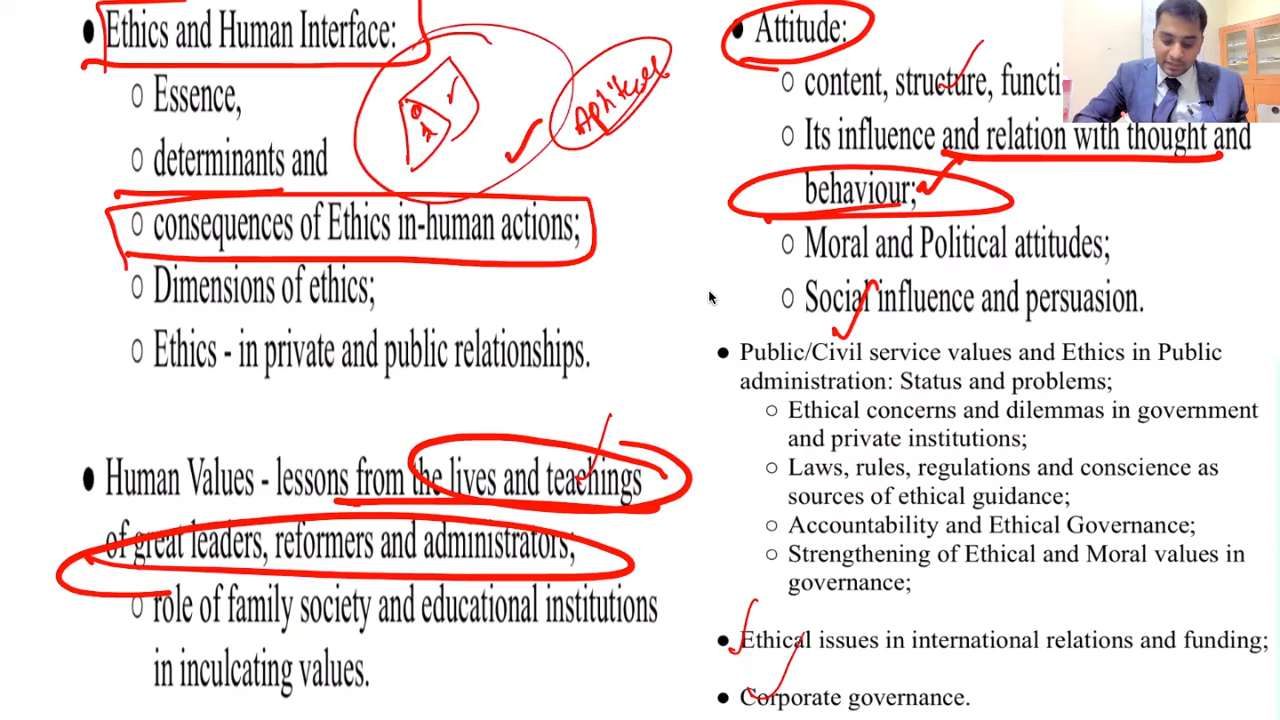 ● Ethics and Human Interface:
○ Essence,
○ determinants and
○ consequences of Ethics in-human actions;
○ Dimensions of ethics;
○ Ethics - in private and public relationships.
● Human Values - lessons from the lives and teachings
of great leaders, reformers and administrators;
○ role of family society and educational institutions
in inculcating values.
● Attitude:
○ content, structure, functi
○ Its influence and relation with thought and
behaviour;
○ Moral and Political attitudes;
○ Social influence and persuasion.
● Public/Civil service values and Ethics in Public
administration: Status and problems;
○ Ethical concerns and dilemmas in government
and private institutions;
○ Laws, rules, regulations and conscience as
sources of ethical guidance;
○ Accountability and Ethical Governance;
○ Strengthening of Ethical and Moral values in
governance;
● Ethical issues in international relations and funding;
● Corporate governance.